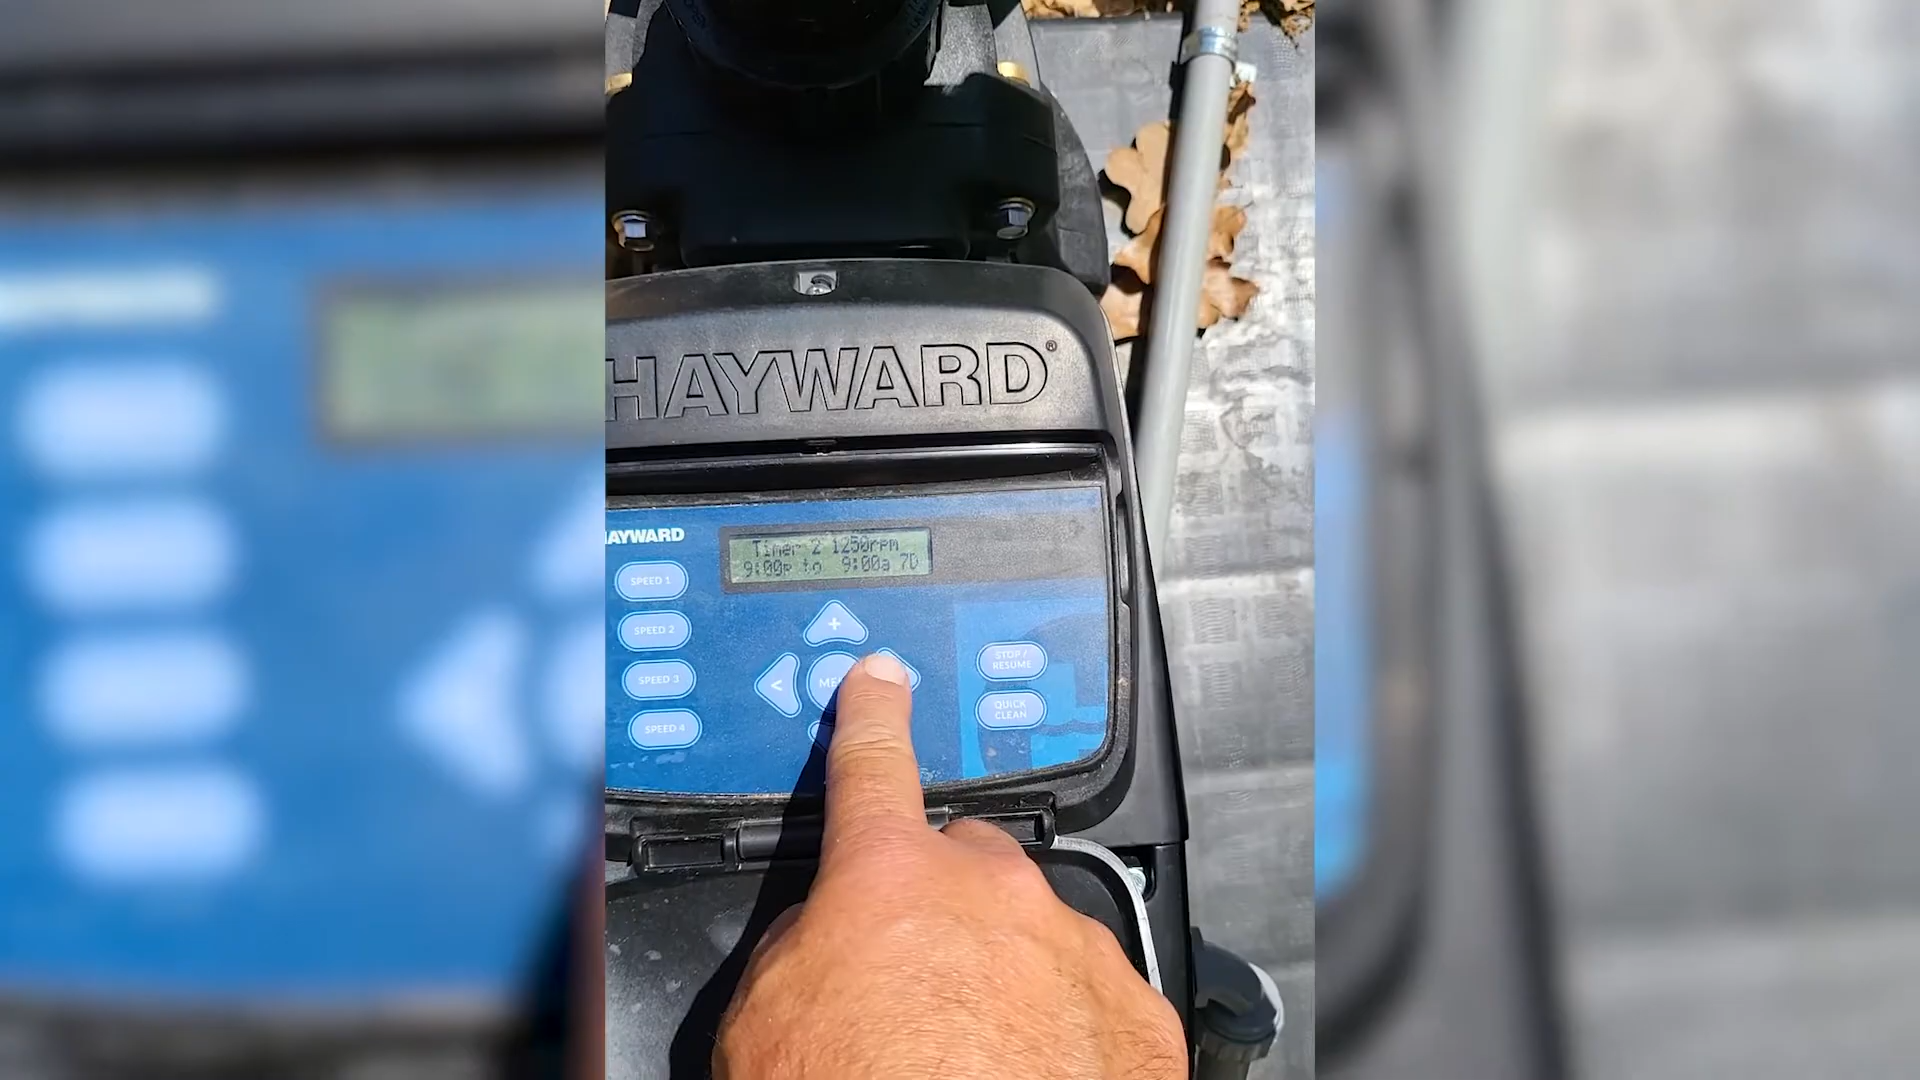 HAYWARD®
HAYWARD
Timer 2 1250rpm
9:00p to 9:00a 7D
SPEED 1
SPEED 2
SPEED 3
SPEED 4
+
<
STOP /
RESUME
QUICK
CLEAN